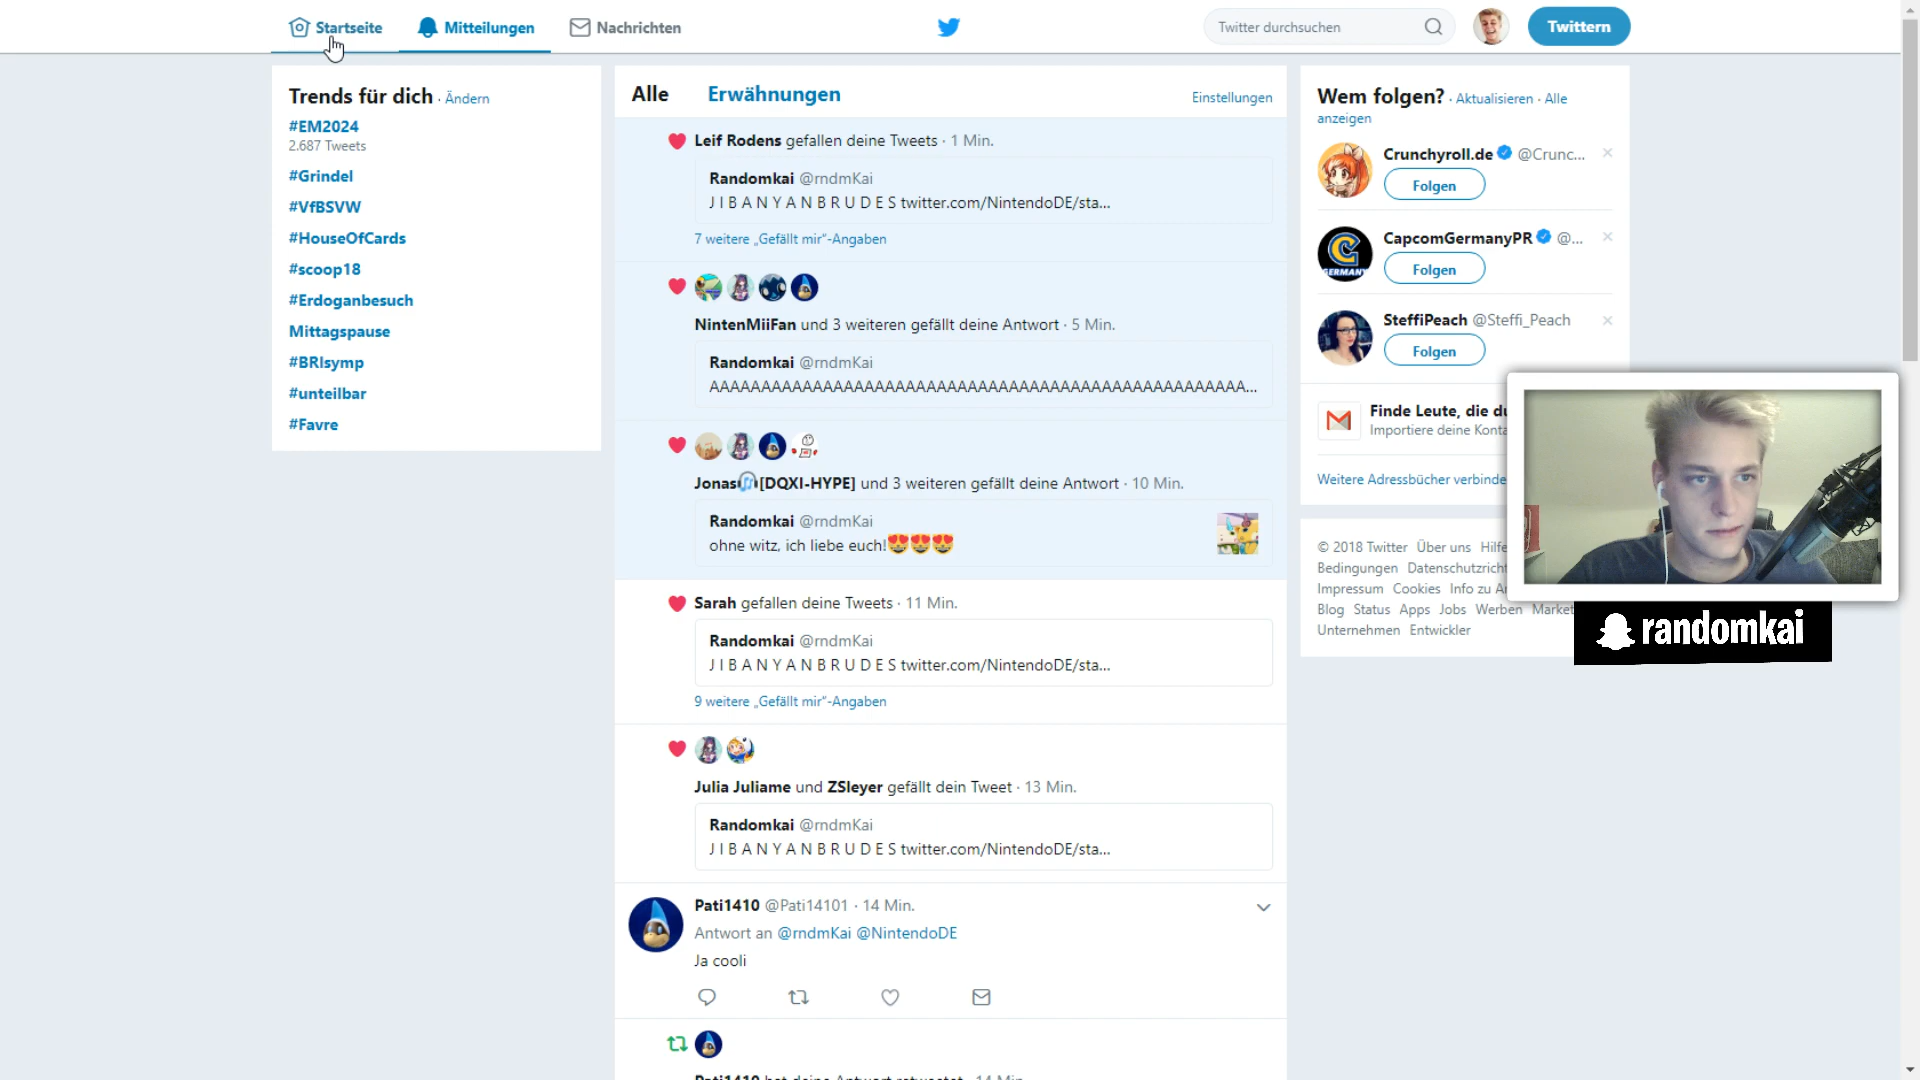 Startseite
Mitteilungen
Nachrichten
Twitter durchsuchen
Twittern
Trends für dich · Ändern
#EM2024
2.687 Tweets
#Grindel
#VfBSVW
#HouseOfCards
#scoop18
#Erdoganbesuch
Mittagspause
#BRIsymp
#unteilbar
#Favre
Alle
Erwähnungen
Einstellungen
Leif Rodens gefallen deine Tweets · 1 Min.
Randomkai @rndmKai
J I B A N Y A N B R U D E S twitter.com/NintendoDE/sta...
7 weitere „Gefällt mir“-Angaben
NintenMiiFan und 3 weiteren gefällt deine Antwort · 5 Min.
Randomkai @rndmKai
Jonas [DQXI-HYPE] und 3 weiteren gefällt deine Antwort · 10 Min.
Randomkai @rndmKai
ohne witz, ich liebe euch!😍😍😍
Sarah gefallen deine Tweets · 11 Min.
Randomkai @rndmKai
J I B A N Y A N B R U D E S twitter.com/NintendoDE/sta...
9 weitere „Gefällt mir“-Angaben
Julia Juliame und ZSleyer gefällt dein Tweet · 13 Min.
Randomkai @rndmKai
J I B A N Y A N B R U D E S twitter.com/NintendoDE/sta...
Pati1410 @Pati14101 · 14 Min.
Antwort an @rndmKai @NintendoDE
Ja cooli
Pati1410 hat deine Antwort retweetet · 14 Min.
Wem folgen? · Aktualisieren · Alle
anzeigen
Crunchyroll.de @Crunc...
Folgen
CapcomGermanyPR @...
GERMANY
Folgen
SteffiPeach @Steffi_Peach
Folgen
Finde Leute, die du
Importiere deine Konta
Weitere Adressbücher verbinde
© 2018 Twitter Über uns Hilfe
Bedingungen Datenschutzricht
Impressum Cookies Info zu An
Blog Status Apps Jobs Werben Market
Unternehmen Entwickler
randomkai